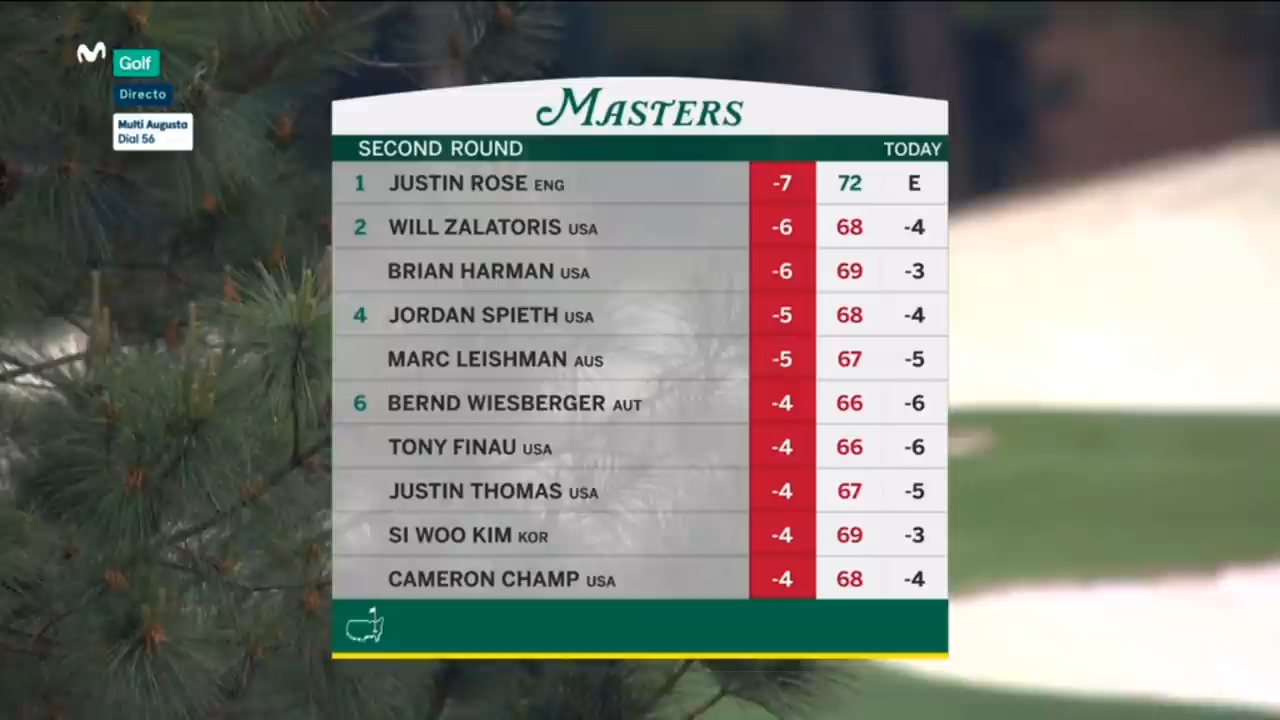 Golf
Directo
Multi Augusta
Dial 56
MASTERS
SECOND ROUND TODAY
1 JUSTIN ROSE ENG -7 72 E
2 WILL ZALATORIS USA -6 68 -4
BRIAN HARMAN USA -6 69 -3
4 JORDAN SPIETH USA -5 68 -4
MARC LEISHMAN AUS -5 67 -5
6 BERND WIESBERGER AUT -4 66 -6
TONY FINAU USA -4 66 -6
JUSTIN THOMAS USA -4 67 -5
SI WOO KIM KOR -4 69 -3
CAMERON CHAMP USA -4 68 -4